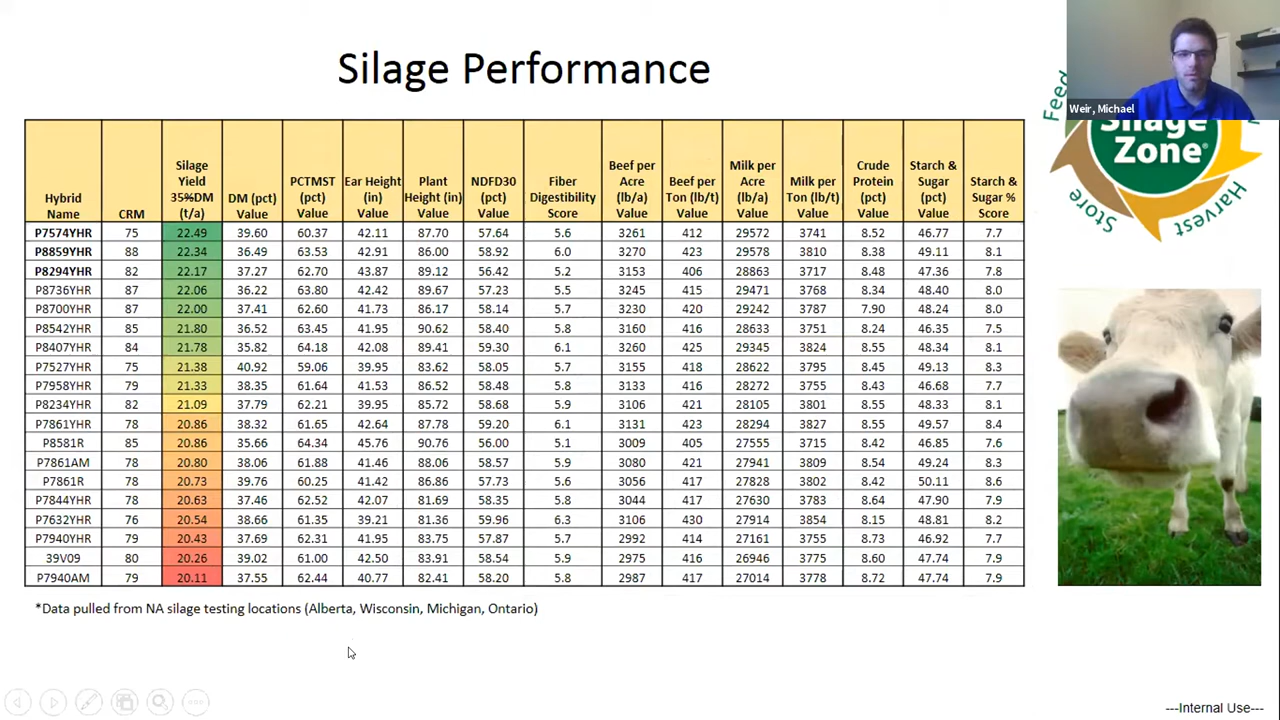 Silage Performance
Weir, Michael
Feed
Silage
Zone®
Harvest
Store
Hybrid Name CRM Silage Yield 35%DM (t/a) DM (pct) Value PCTMST (pct) Value Ear Height (in) Value Plant Height (in) Value NDFD30 (pct) Value Fiber Digestibility Score Beef per Acre (lb/a) Value Beef per Ton (lb/t) Value Milk per Acre (lb/a) Value Milk per Ton (lb/t) Value Crude Protein (pct) Value Starch & Sugar (pct) Value Starch & Sugar % Score
P7574YHR 75 22.49 39.60 60.37 42.11 87.70 57.64 5.6 3261 412 29572 3741 8.52 46.77 7.7
P8859YHR 88 22.34 36.49 63.53 42.91 86.00 58.92 6.0 3270 423 29578 3810 8.38 49.11 8.1
P8294YHR 82 22.17 37.27 62.70 43.87 89.12 56.42 5.2 3153 406 28863 3717 8.48 47.36 7.8
P8736YHR 87 22.06 36.22 63.80 42.42 89.67 57.23 5.5 3245 415 29471 3768 8.34 48.40 8.0
P8700YHR 87 22.00 37.41 62.60 41.73 86.17 58.14 5.7 3230 420 29242 3787 7.90 48.24 8.0
P8542YHR 85 21.80 36.52 63.45 41.95 90.62 58.40 5.8 3160 416 28633 3751 8.24 46.35 7.5
P8407YHR 84 21.78 35.82 64.18 42.08 89.41 59.30 6.1 3260 415 29345 3824 8.55 48.34 8.1
P7527YHR 75 21.38 40.92 59.06 39.95 83.62 58.05 5.7 3155 418 28622 3795 8.45 49.13 8.3
P7958YHR 79 21.33 38.35 61.64 41.53 86.52 58.48 5.8 3133 416 28272 3755 8.43 46.68 7.7
P8234YHR 82 21.09 37.79 62.21 39.95 85.72 58.68 5.9 3106 421 28105 3801 8.55 48.33 8.1
P7861YHR 78 20.86 38.32 61.65 42.64 87.78 59.20 6.1 3131 423 28294 3827 8.55 49.57 8.4
P8581R 85 20.86 35.66 64.34 45.76 90.76 56.00 5.1 3009 405 27555 3715 8.42 46.85 7.6
P7861AM 78 20.80 38.06 61.88 41.46 88.06 58.57 5.9 3080 421 27941 3809 8.54 49.24 8.3
P7861R 78 20.73 39.76 60.25 41.42 86.86 57.73 5.6 3056 417 27828 3802 8.42 50.11 8.6
P7844YHR 78 20.63 37.46 62.52 42.07 81.69 58.35 5.8 3044 417 27630 3783 8.64 47.90 7.9
P7632YHR 76 20.54 38.66 61.35 39.21 81.36 59.96 6.3 3106 430 27914 3854 8.15 48.81 8.2
P7940YHR 79 20.43 37.69 62.31 41.95 83.75 57.87 5.7 2992 414 27161 3755 8.73 46.92 7.7
39V09 80 20.26 39.02 61.00 42.50 83.91 58.54 5.9 2975 416 26946 3775 8.60 47.74 7.9
P7940AM 79 20.11 37.55 62.44 40.77 82.41 58.20 5.8 2987 417 27014 3778 8.72 47.74 7.9
*Data pulled from NA silage testing locations (Alberta, Wisconsin, Michigan, Ontario)
---Internal Use---